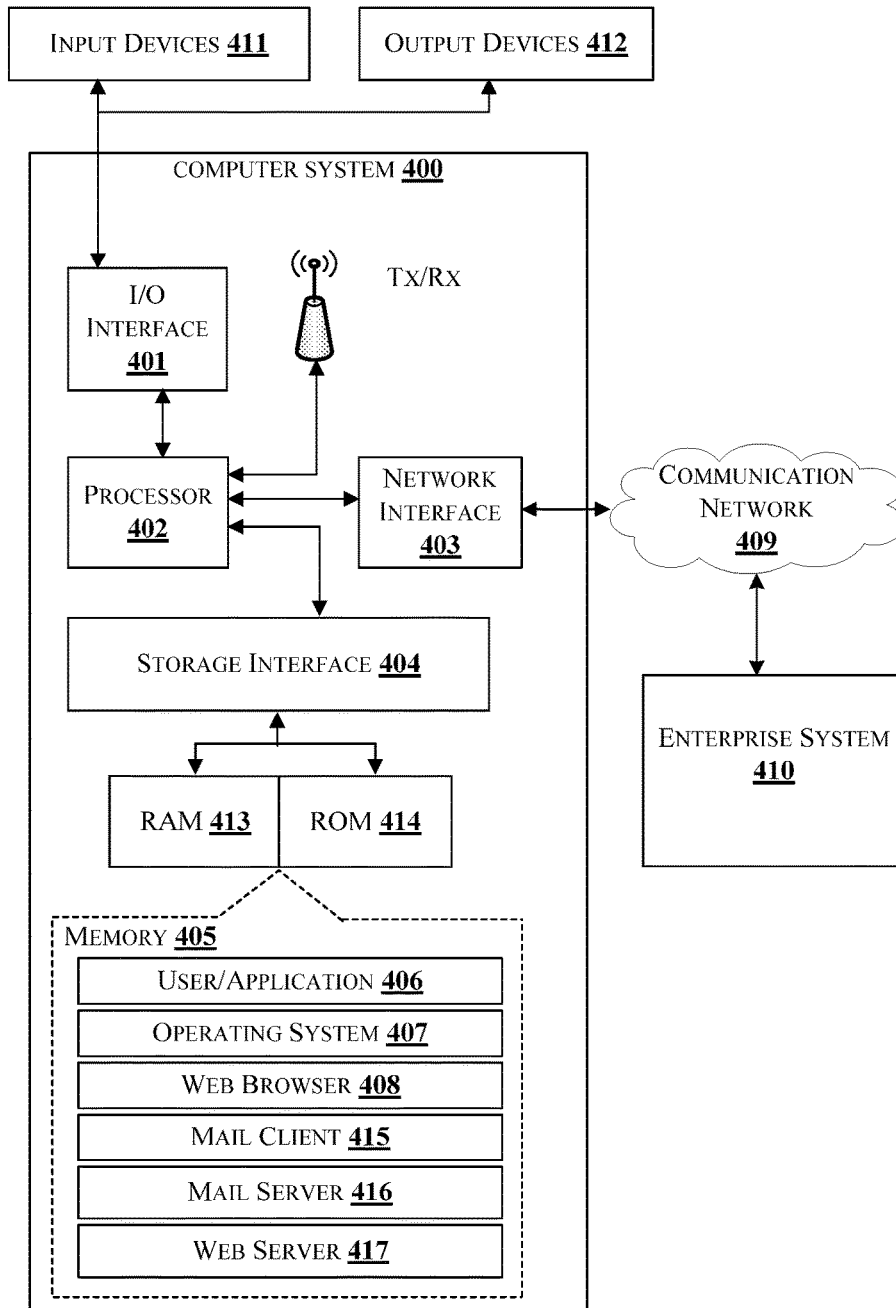 INPUT DEVICES 411
OUTPUT DEVICES 412
COMPUTER SYSTEM 400
I/O
INTERFACE
401
TX/RX
PROCESSOR
402
NETWORK
INTERFACE
403
COMMUNICATION
NETWORK
409
STORAGE INTERFACE 404
ENTERPRISE SYSTEM
410
RAM 413
ROM 414
MEMORY 405
USER/APPLICATION 406
OPERATING SYSTEM 407
WEB BROWSER 408
MAIL CLIENT 415
MAIL SERVER 416
WEB SERVER 417